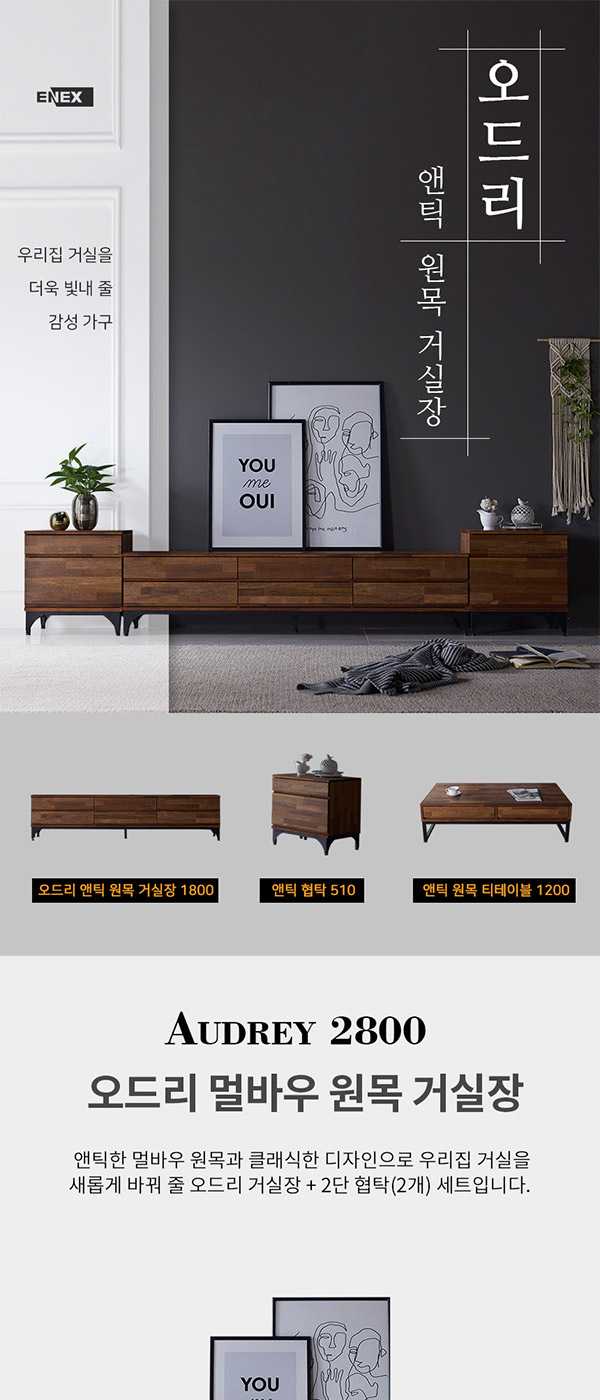 ENEX
오드리
앤틱 원목 거실장
우리집 거실을
더욱 빛내 줄
감성 가구
YOU
me
OUI
오드리 앤틱 원목 거실장 1800
앤틱 협탁 510
앤틱 원목 티테이블 1200
AUDREY 2800
오드리 멀바우 원목 거실장
앤틱한 멀바우 원목과 클래식한 디자인으로 우리집 거실을
새롭게 바꿔 줄 오드리 거실장 + 2단 협탁(2개) 세트입니다.
YOU